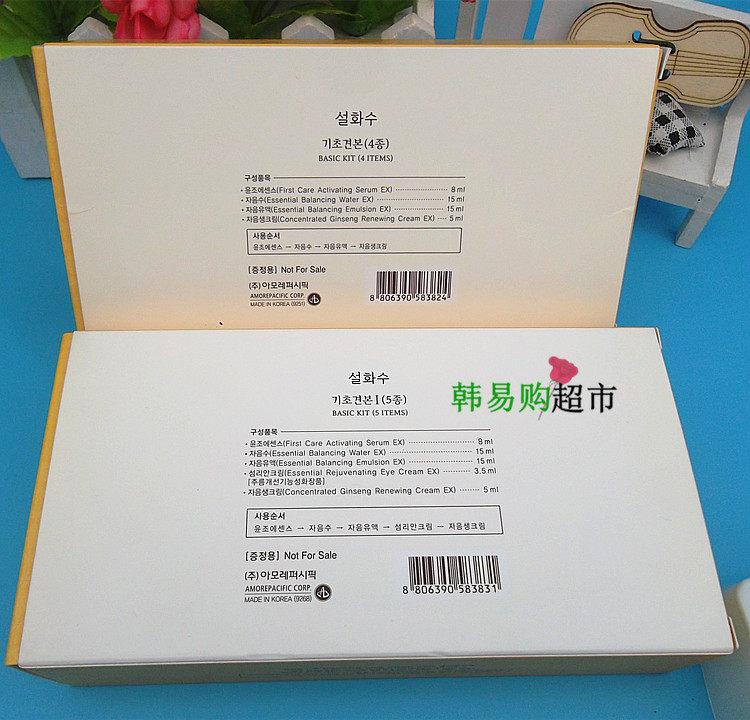 설화수
기초견본(4종)
BASIC KIT (4 ITEMS)
구성품목
• 윤조에센스(First Care Activating Serum EX) 8 ml
• 자음수(Essential Balancing Water EX) 15 ml
• 자음유액(Essential Balancing Emulsion EX) 15 ml
• 자음생크림(Concentrated Ginseng Renewing Cream EX) 5 ml
사용순서
윤조에센스 → 자음수 → 자음유액 → 자음생크림
[증정용] Not For Sale
(주)아모레퍼시픽
AMOREPACIFIC CORP.
MADE IN KOREA (9251)
8 806390 583824
설화수
기초견본Ⅰ(5종)
BASIC KIT (5 ITEMS)
韩易购超市
구성품목
• 윤조에센스(First Care Activating Serum EX) 8 ml
• 자음수(Essential Balancing Water EX) 15 ml
• 자음유액(Essential Balancing Emulsion EX) 15 ml
• 섬리안크림(Essential Rejuvenating Eye Cream EX) 3.5 ml
[주름개선기능성화장품]
• 자음생크림(Concentrated Ginseng Renewing Cream EX) 5 ml
사용순서
윤조에센스 → 자음수 → 자음유액 → 섬리안크림 → 자음생크림
[증정용] Not For Sale
(주)아모레퍼시픽
AMOREPACIFIC CORP.
MADE IN KOREA (9268)
8 806390 583831